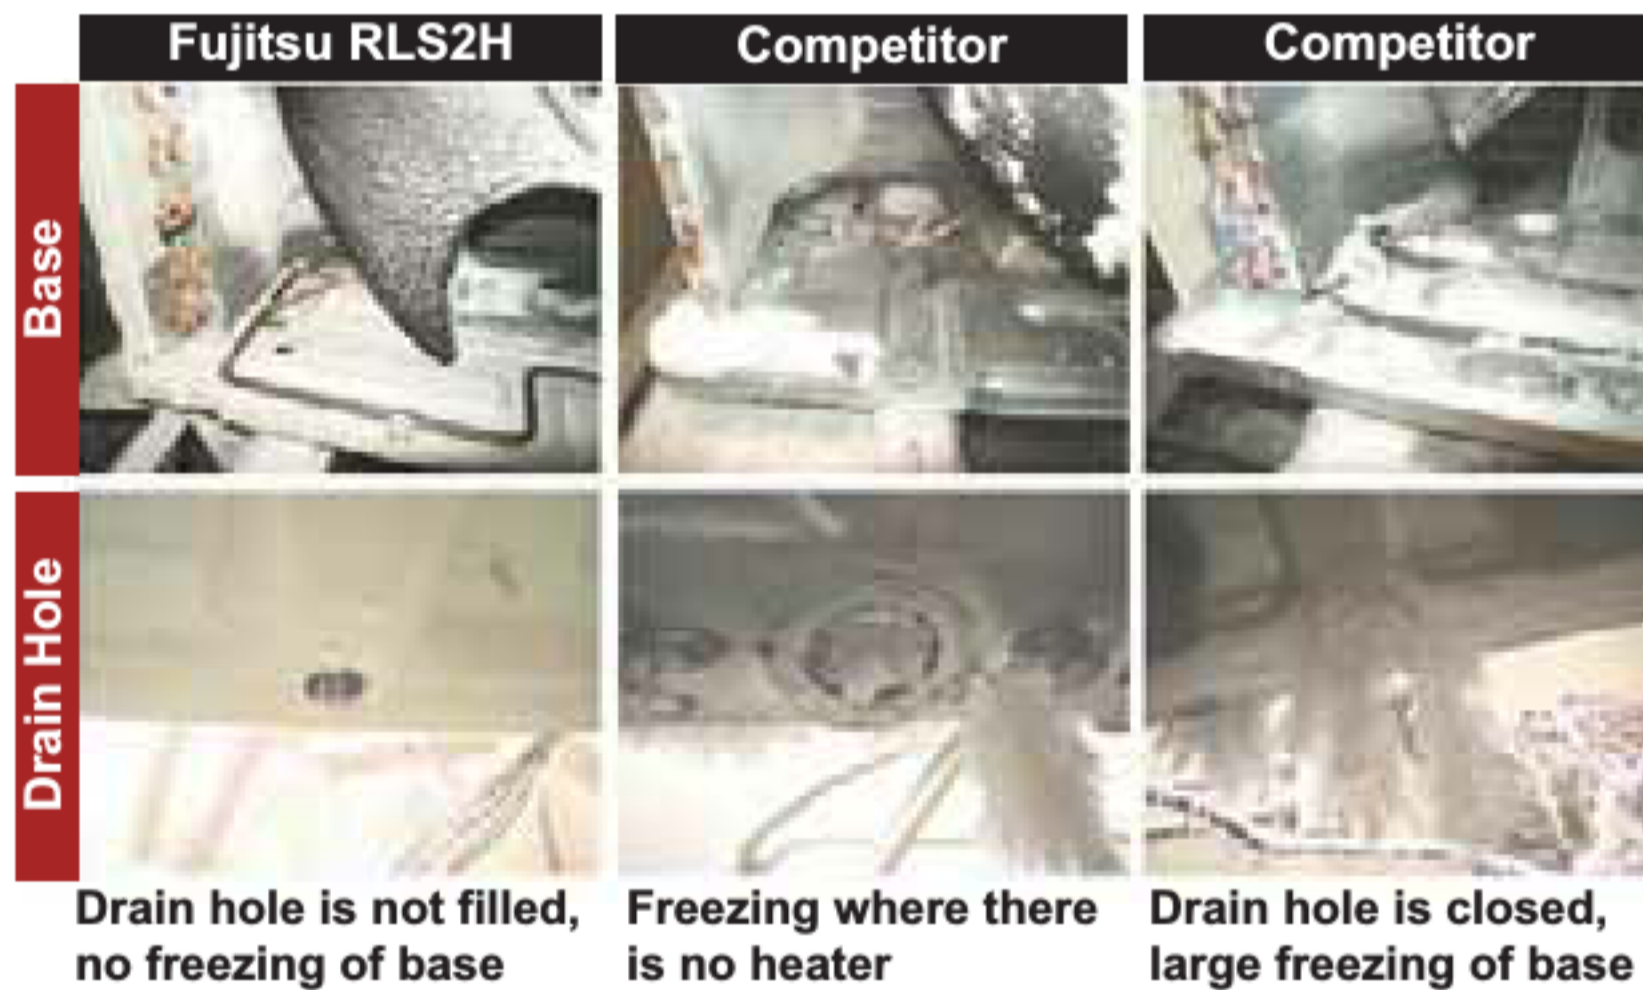 Fujitsu RLS2H
Competitor
Competitor
Base
Drain Hole
Drain hole is not filled,
no freezing of base
Freezing where there
is no heater
Drain hole is closed,
large freezing of base